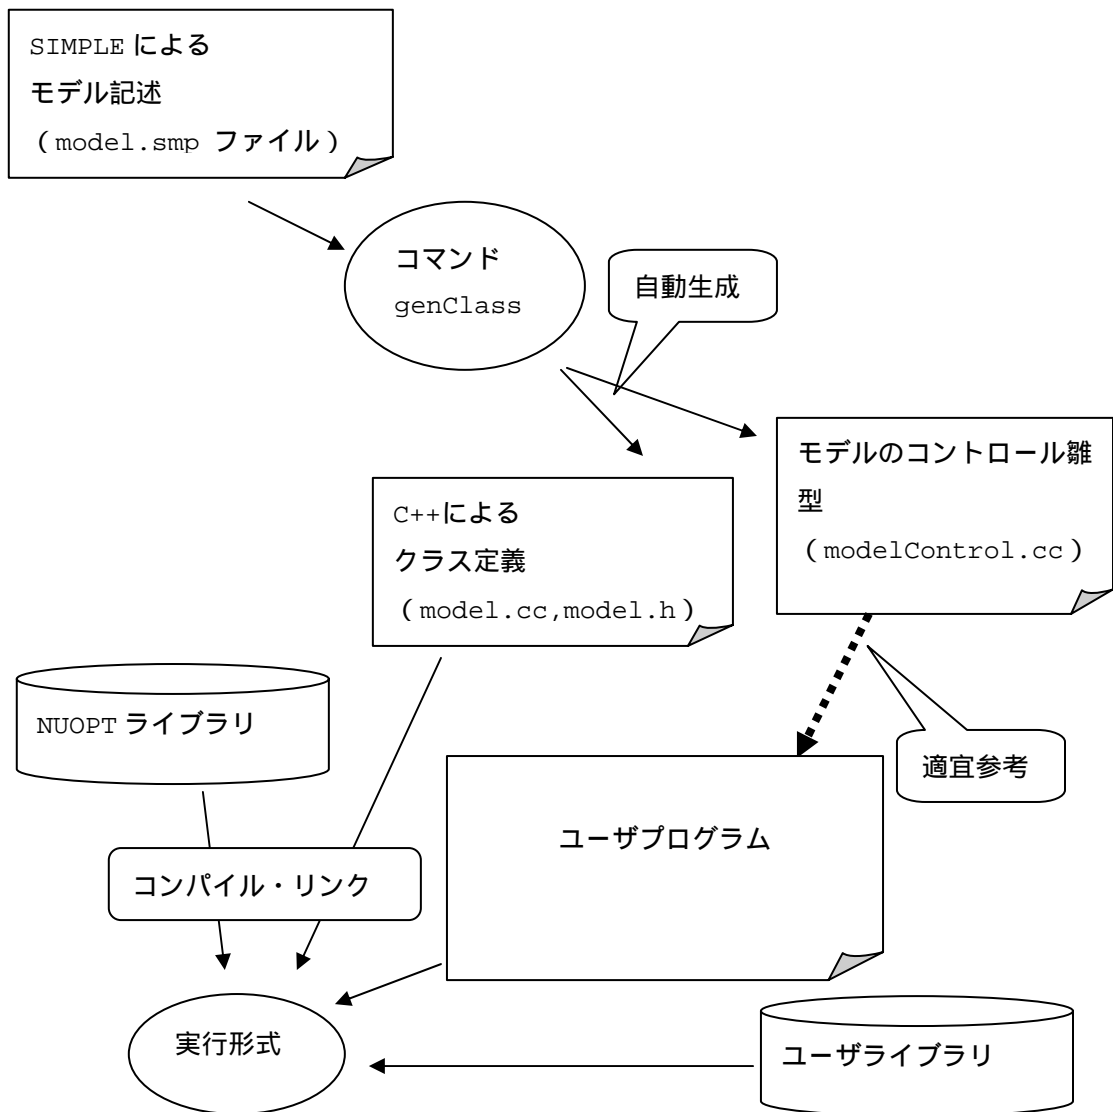 SIMPLE による
モデル記述
（model.smp ファイル）
コマンド
genClass
自動生成
モデルのコントロール雛
型
（modelControl.cc）
C++による
クラス定義
（model.cc,model.h）
NUOPT ライブラリ
適宜参考
ユーザプログラム
コンパイル・リンク
実行形式
ユーザライブラリ